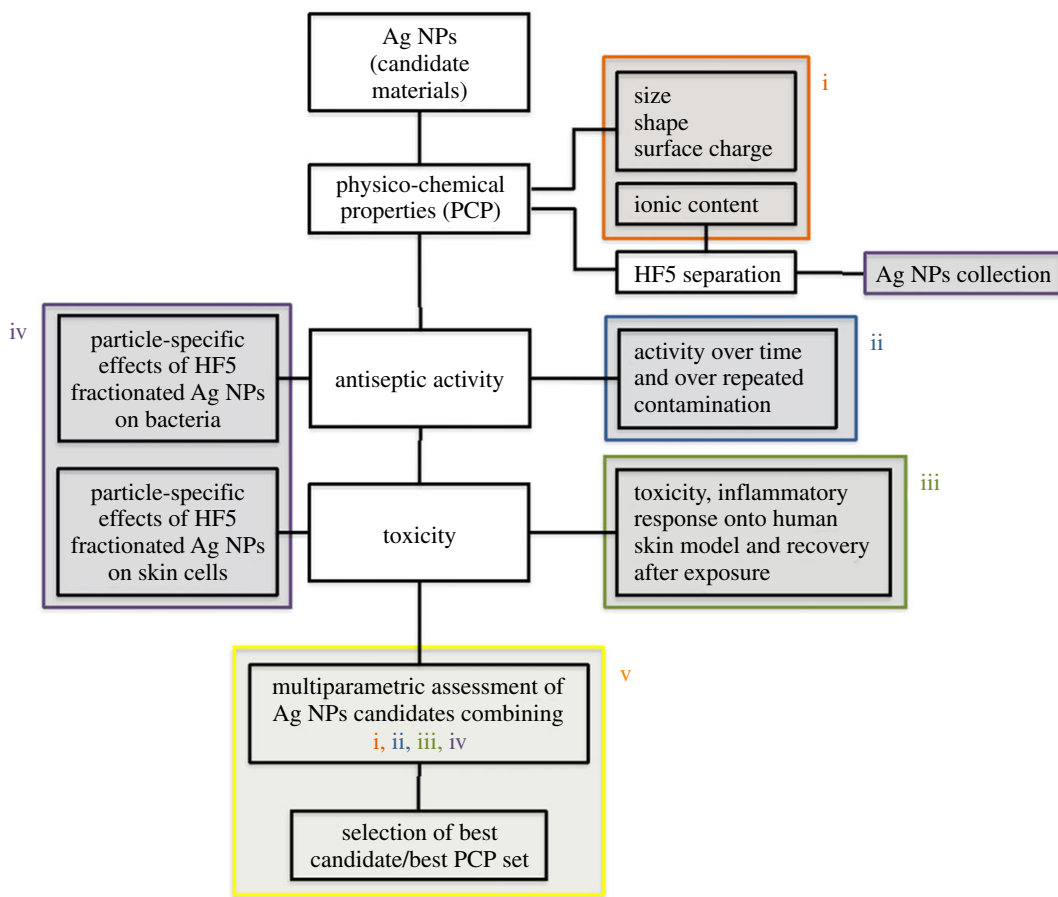 Ag NPs
(candidate
materials)
i
size
shape
surface charge
physico-chemical
properties (PCP)
ionic content
HF5 separation
Ag NPs collection
iv
particle-specific
effects of HF5
fractionated Ag NPs
on bacteria
antiseptic activity
ii
activity over time
and over repeated
contamination
particle-specific
effects of HF5
fractionated Ag NPs
on skin cells
toxicity
iii
toxicity, inflammatory
response onto human
skin model and recovery
after exposure
v
multiparametric assessment of
Ag NPs candidates combining
i, ii, iii, iv
selection of best
candidate/best PCP set